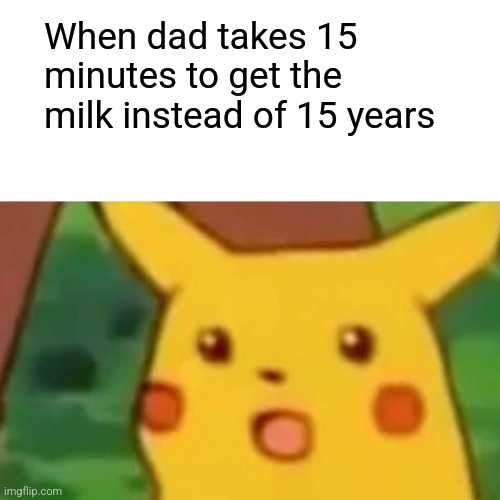 When dad takes 15
minutes to get the
milk instead of 15 years
imgflip.com